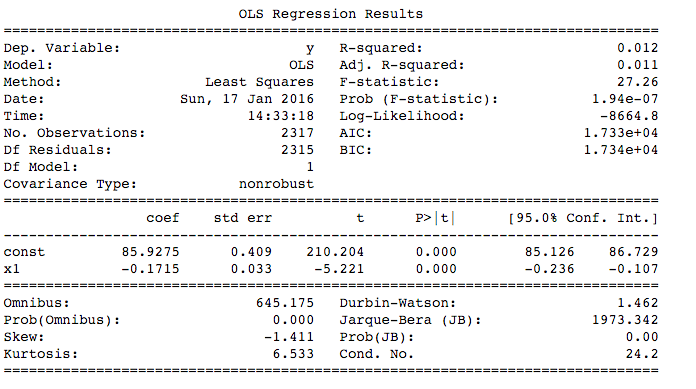 OLS Regression Results
==============================================================================
Dep. Variable:                      y   R-squared:                       0.012
Model:                            OLS   Adj. R-squared:                  0.011
Method:                 Least Squares   F-statistic:                     27.26
Date:                Sun, 17 Jan 2016   Prob (F-statistic):           1.94e-07
Time:                        14:33:18   Log-Likelihood:                -8664.8
No. Observations:                2317   AIC:                         1.733e+04
Df Residuals:                    2315   BIC:                         1.734e+04
Df Model:                           1
Covariance Type:            nonrobust
==============================================================================
                 coef    std err          t      P>|t|      [95.0% Conf. Int.]
------------------------------------------------------------------------------
const         85.9275      0.409    210.204      0.000        85.126    86.729
x1            -0.1715      0.033     -5.221      0.000        -0.236    -0.107
==============================================================================
Omnibus:                      645.175   Durbin-Watson:                   1.462
Prob(Omnibus):                  0.000   Jarque-Bera (JB):             1973.342
Skew:                          -1.411   Prob(JB):                         0.00
Kurtosis:                       6.533   Cond. No.                         24.2
==============================================================================